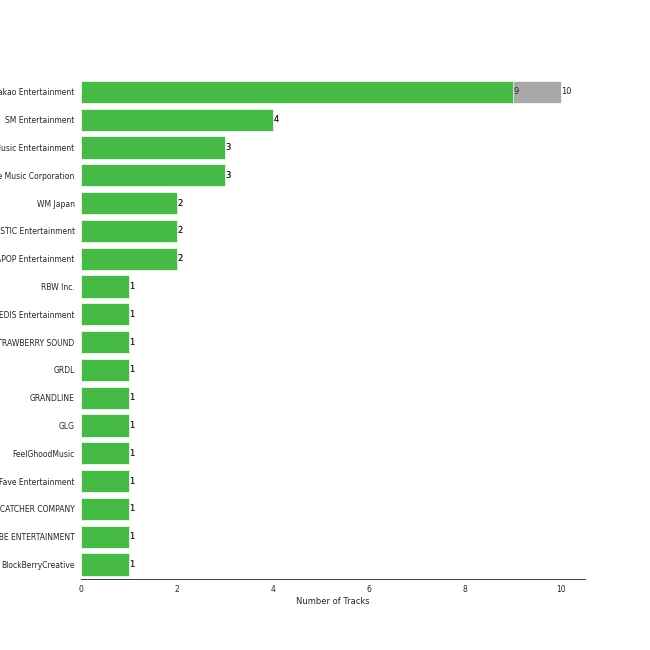 akao Entertainment 9 10
SM Entertainment 4
usic Entertainment 3
e Music Corporation 3
WM Japan 2
STIC Entertainment 2
APOP Entertainment 2
RBW Inc. 1
EDIS Entertainment 1
TRAWBERRY SOUND 1
GRDL 1
GRANDLINE 1
GLG 1
FeelGhoodMusic 1
Fave Entertainment 1
CATCHER COMPANY 1
BE ENTERTAINMENT 1
BlockBerryCreative 1
0 2 4 6 8 10
Number of Tracks